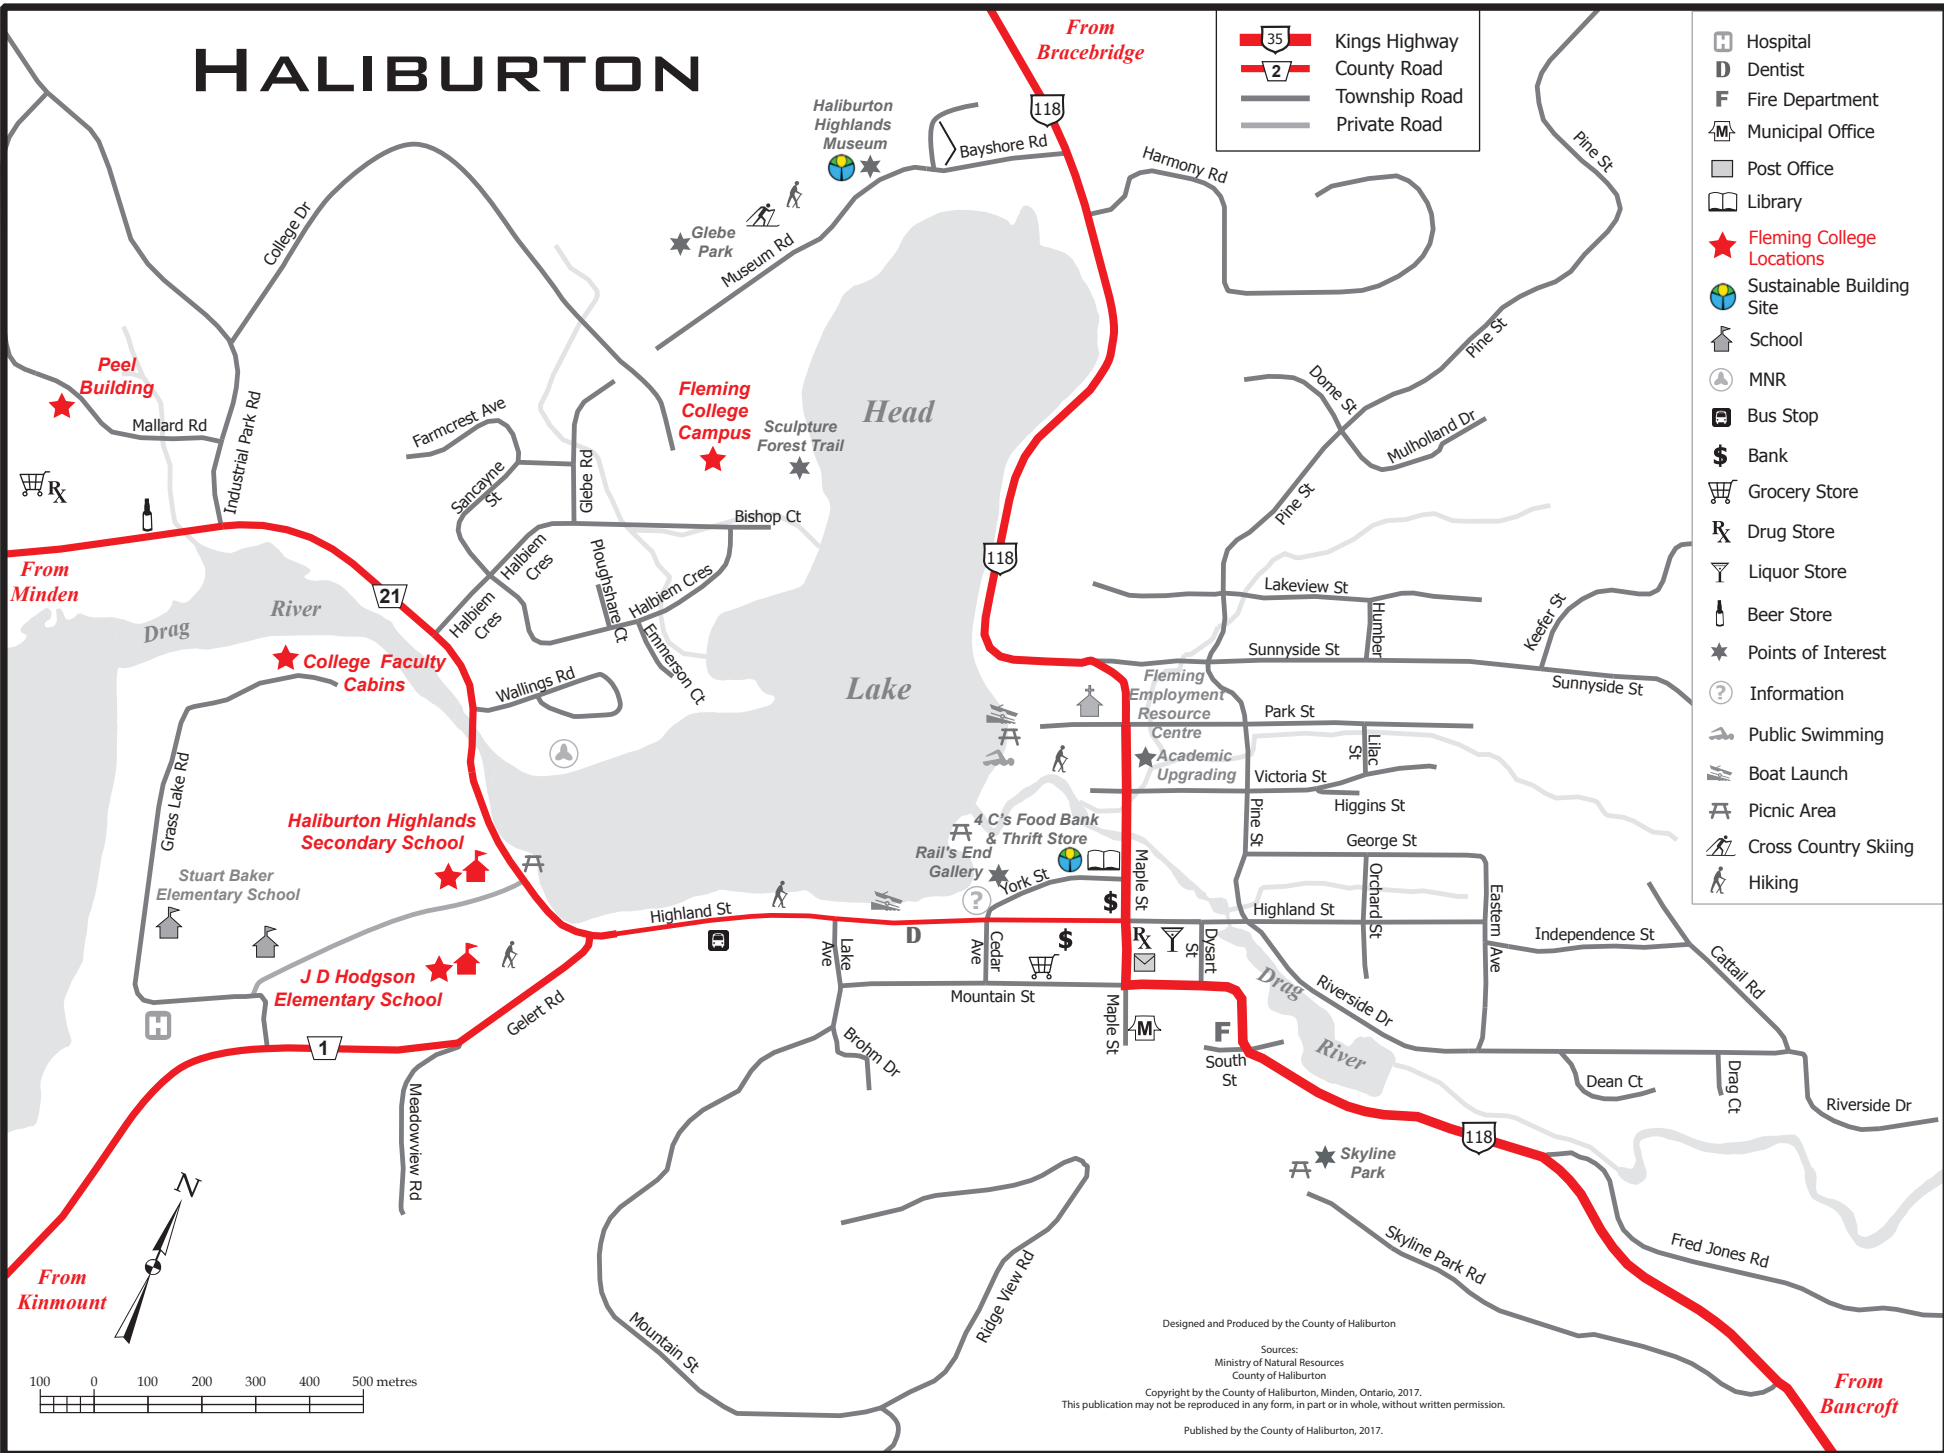 HALIBURTON
From
Bracebridge
118
35
Kings Highway
2
County Road
Township Road
Private Road
H
Hospital
D
Dentist
F
Fire Department
M
Municipal Office
Post Office
Library
Fleming College
Locations
Sustainable Building
Site
School
MNR
Bus Stop
$
Bank
Grocery Store
Rx
Drug Store
Liquor Store
Beer Store
Points of Interest
?
Information
Public Swimming
Boat Launch
Picnic Area
Cross Country Skiing
Hiking
Haliburton
Highlands
Museum
Bayshore Rd
Harmony Rd
Pine St
College Dr
Glebe
Park
Museum Rd
Pine St
Peel
Building
Mallard Rd
Industrial Park Rd
Farmcrest Ave
Sancayne
St
Glebe Rd
Fleming
College
Campus
Sculpture
Forest Trail
Head
Dome St
Mulholland Dr
Pine St
Rx
Bishop Ct
Halbiem
Cres
Ploughshare Ct
Halbiem Cres
Halbiem
Cres
Emmerson Ct
118
From
Minden
21
River
Drag
Lakeview St
Humber
Keefer St
Sunnyside St
Sunnyside St
College Faculty
Cabins
Wallings Rd
Lake
Fleming
Employment
Resource
Centre
Academic
Upgrading
Park St
Lilac
St
Victoria St
Higgins St
Pine St
George St
Grass Lake Rd
Haliburton Highlands
Secondary School
4 C's Food Bank
& Thrift Store
Rail's End
Gallery
York St
?
Maple St
$
Orchard St
Eastern
Ave
Stuart Baker
Elementary School
Highland St
Highland St
Independence St
Cattail Rd
D
Lake
Ave
Cedar
Ave
$
Rx
Dysart
St
J D Hodgson
Elementary School
Gelert Rd
Mountain St
Maple St
M
F
South
St
Drag
River
Riverside Dr
H
1
Brohm Dr
Dean Ct
Drag Ct
Riverside Dr
Meadowview Rd
118
Skyline
Park
Skyline Park Rd
Fred Jones Rd
N
From
Kinmount
Mountain St
Ridge View Rd
Designed and Produced by the County of Haliburton
Sources:
Ministry of Natural Resources
County of Haliburton
Copyright by the County of Haliburton, Minden, Ontario, 2017.
This publication may not be reproduced in any form, in part or in whole, without written permission.
Published by the County of Haliburton, 2017.
100 0 100 200 300 400 500 metres
From
Bancroft